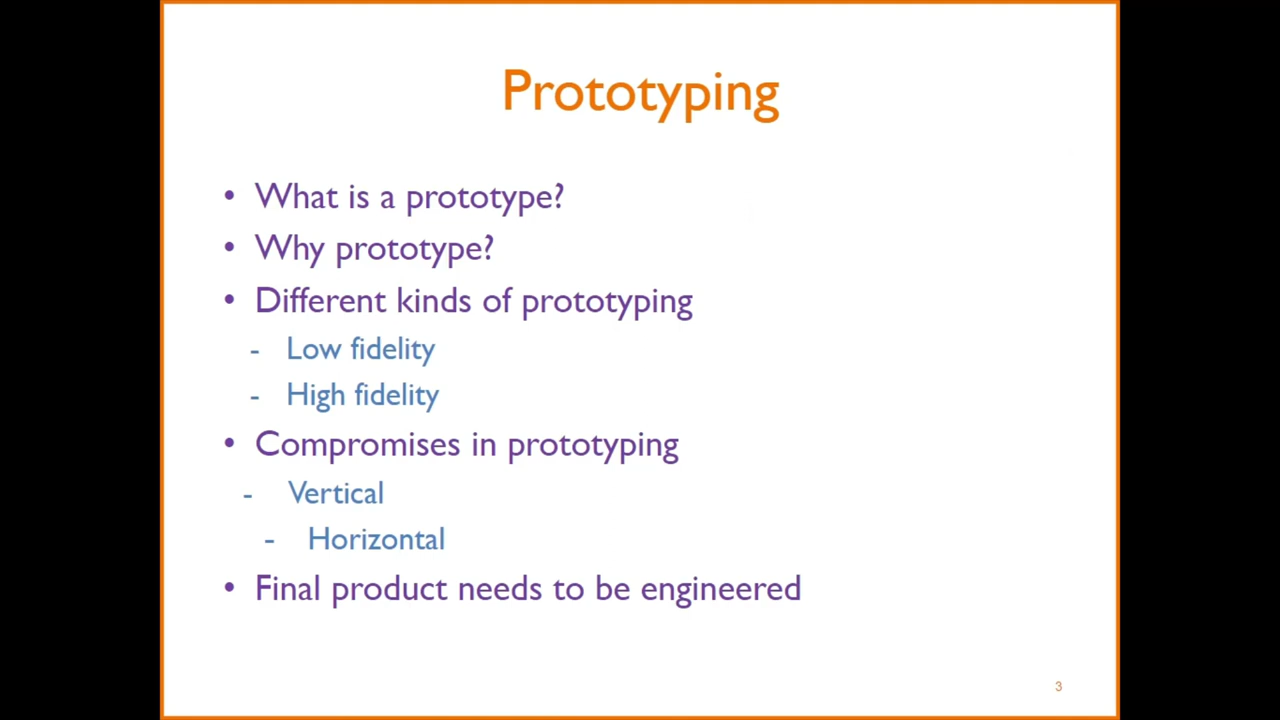 Prototyping
• What is a prototype?
• Why prototype?
• Different kinds of prototyping
- Low fidelity
- High fidelity
• Compromises in prototyping
- Vertical
- Horizontal
• Final product needs to be engineered
3